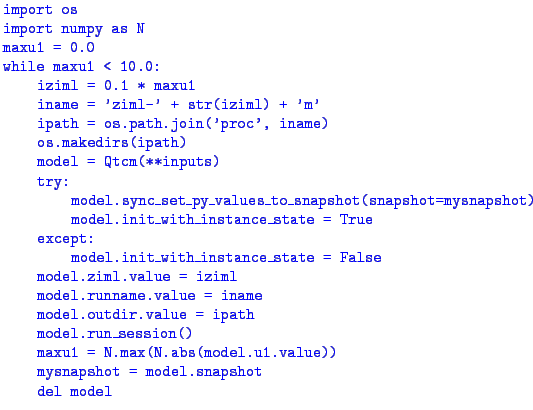 import os
import numpy as N
maxu1 = 0.0
while maxu1 < 10.0:
    iziml = 0.1 * maxu1
    iname = 'ziml-' + str(iziml) + 'm'
    ipath = os.path.join('proc', iname)
    os.makedirs(ipath)
    model = Qtcm(**inputs)
    try:
        model.sync_set_py_values_to_snapshot(snapshot=mysnapshot)
        model.init_with_instance_state = True
    except:
        model.init_with_instance_state = False
    model.ziml.value = iziml
    model.runname.value = iname
    model.outdir.value = ipath
    model.run_session()
    maxu1 = N.max(N.abs(model.u1.value))
    mysnapshot = model.snapshot
    del model